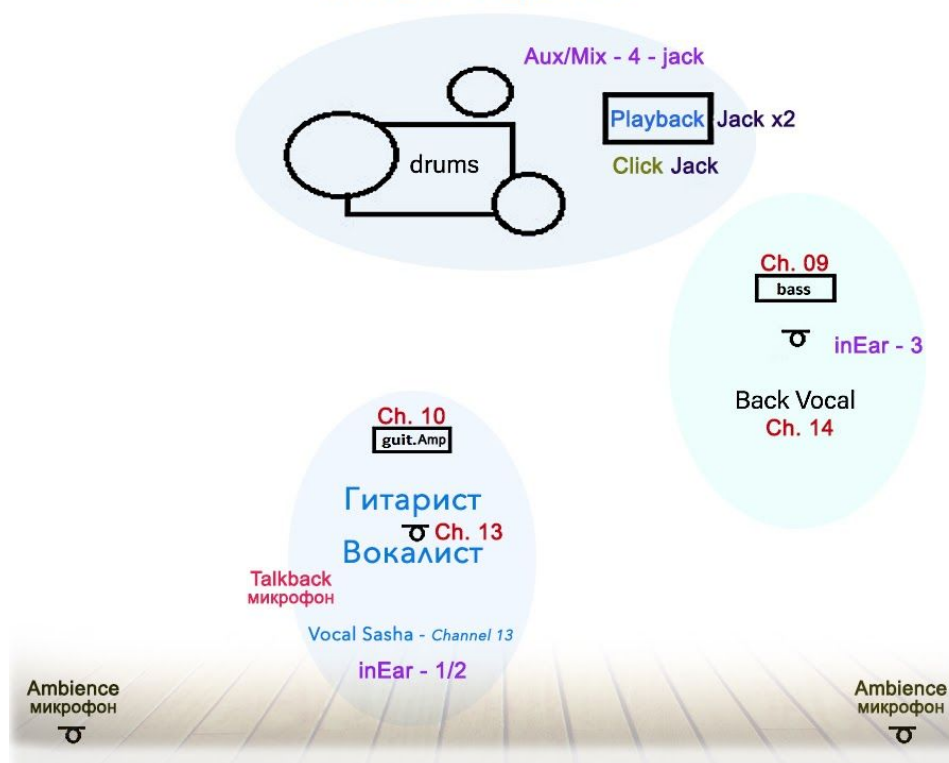 Aux/Mix - 4 - jack
Playback Jack x2
drums
Click Jack
Ch. 09
bass
inEar - 3
Back Vocal
Ch. 14
Ch. 10
guit.Amp
Гитарист
Ch. 13
Вокалист
Talkback
микрофон
Vocal Sasha - Channel 13
inEar - 1/2
Ambience
микрофон
Ambience
микрофон